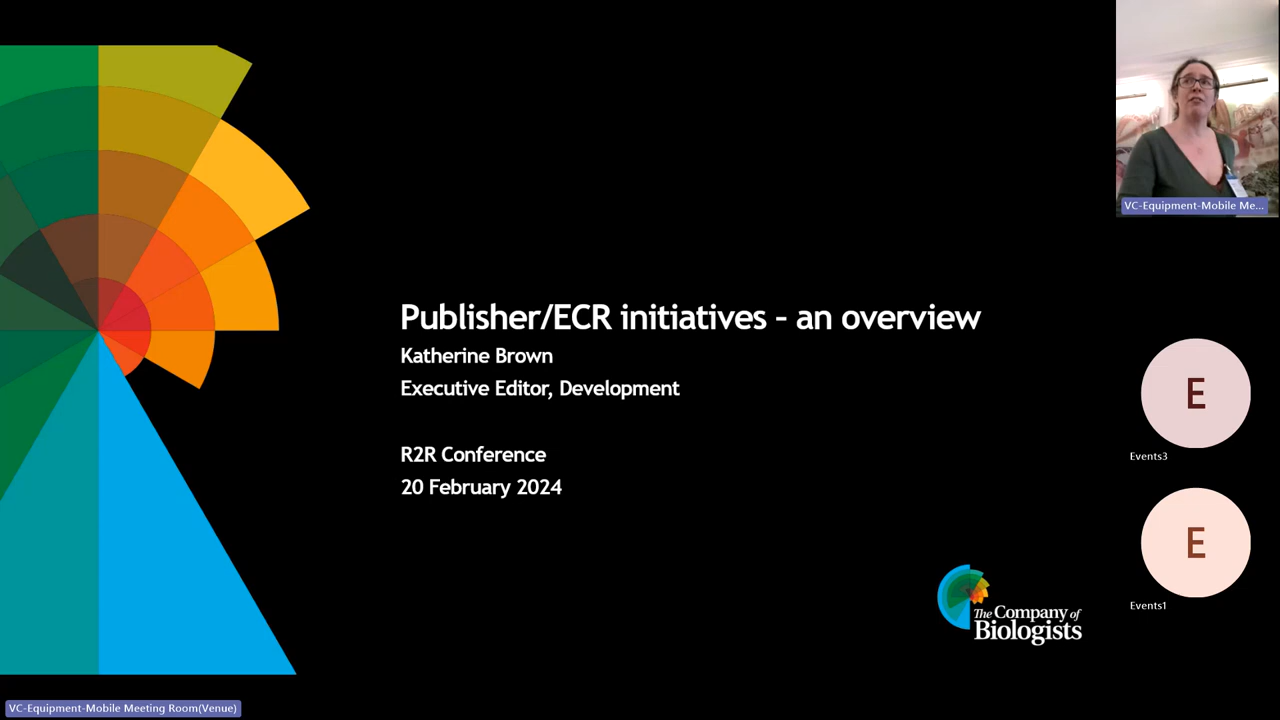 Publisher/ECR initiatives – an overview
Katherine Brown
Executive Editor, Development
R2R Conference
20 February 2024
The Company of
Biologists
VC-Equipment-Mobile Me...
E
Events3
E
Events1
VC-Equipment-Mobile Meeting Room(Venue)